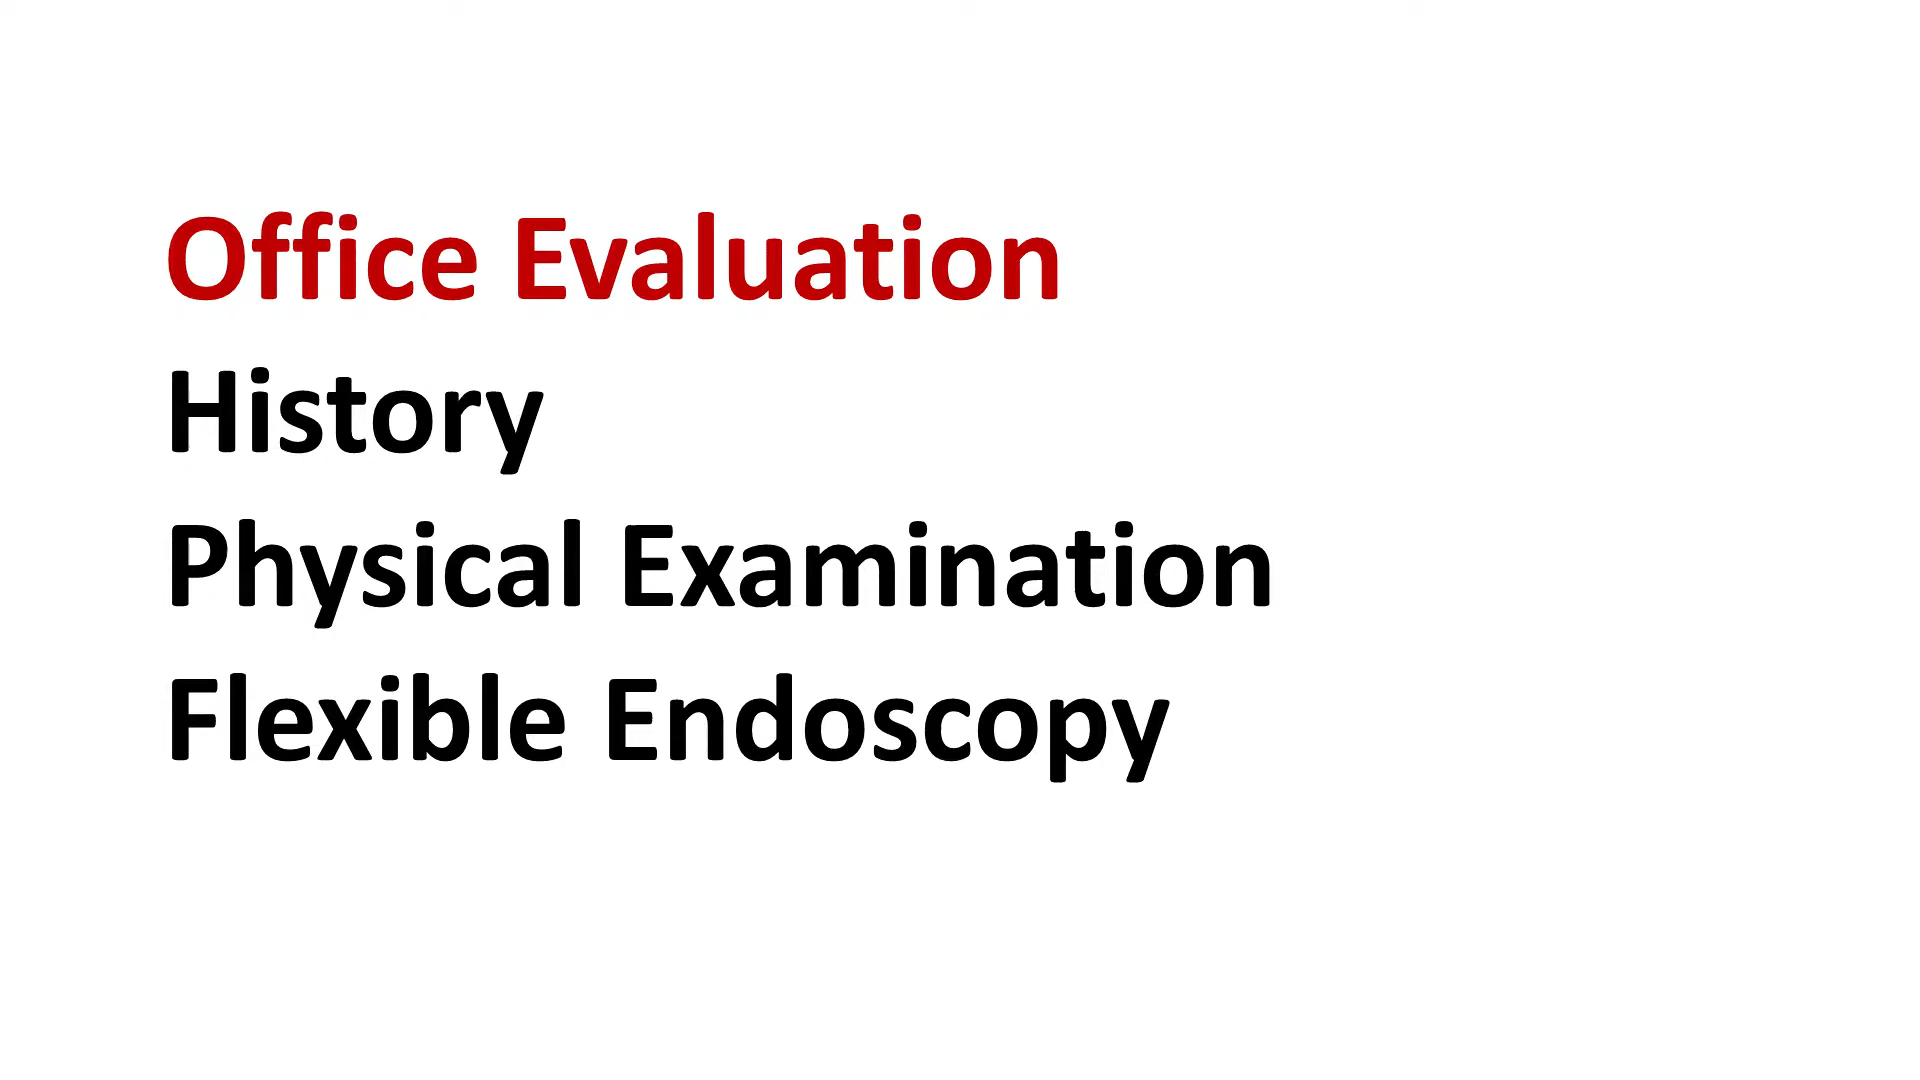 Office Evaluation
History
Physical Examination
Flexible Endoscopy